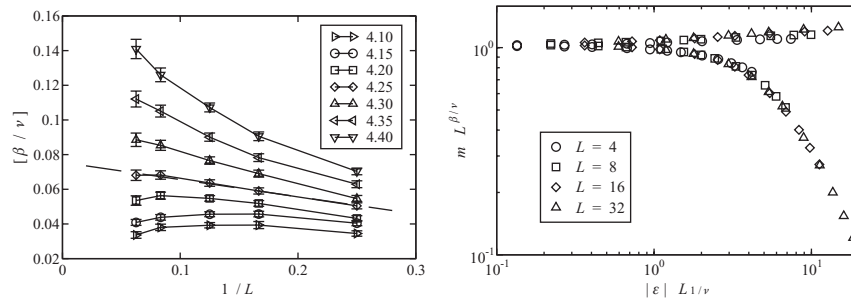 0.16
0.14
0.12
0.10
0.08
0.06
0.04
0.02
[ β / ν ]
4.10
4.15
4.20
4.25
4.30
4.35
4.40
0 0.1 0.2 0.3
1 / L
10⁰
10⁻¹
m L^{β/ν}
L = 4
L = 8
L = 16
L = 32
10⁻¹ 10⁰ 10¹
| ε | L 1/ν